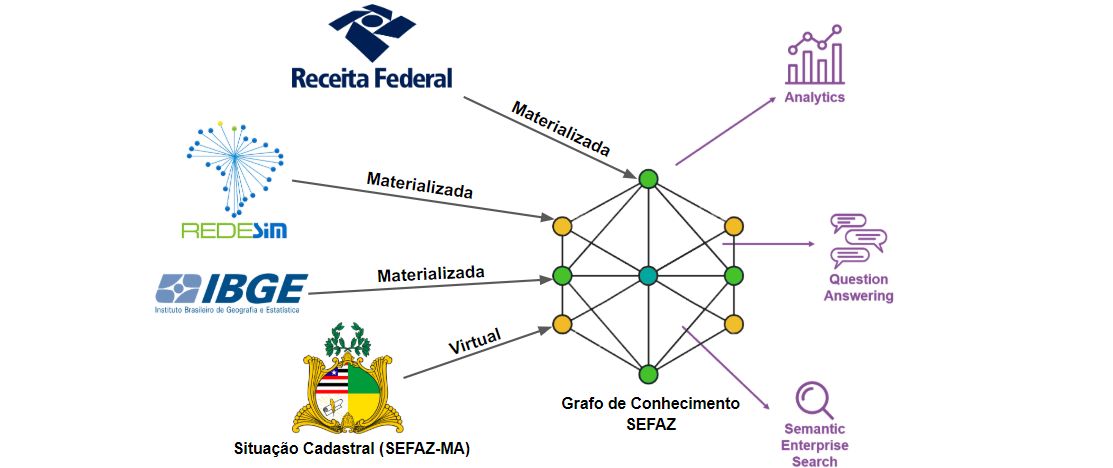 Receita Federal
Analytics
Materializada
REDESIM
Materializada
Question
Answering
IBGE
Instituto Brasileiro de Geografia e Estatística
Materializada
Virtual
Situação Cadastral (SEFAZ-MA)
Grafo de Conhecimento
SEFAZ
Semantic
Enterprise
Search